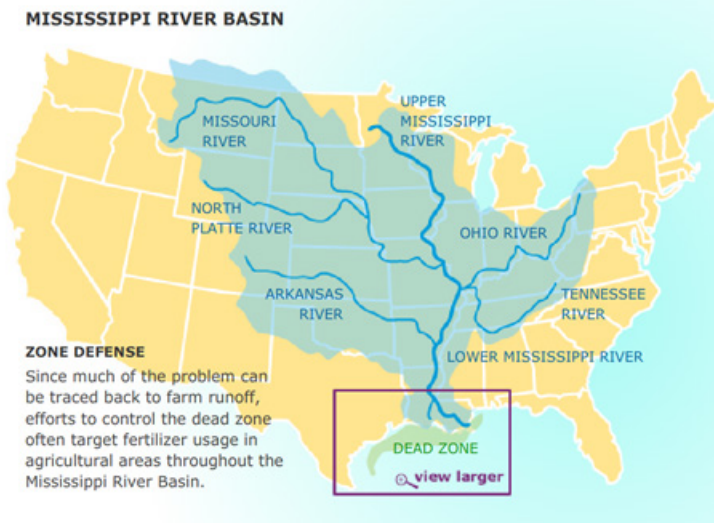 MISSISSIPPI RIVER BASIN
UPPER
MISSISSIPPI
RIVER
MISSOURI
RIVER
NORTH
PLATTE RIVER
OHIO RIVER
ARKANSAS
RIVER
TENNESSEE
RIVER
LOWER MISSISSIPPI RIVER
ZONE DEFENSE
Since much of the problem can
be traced back to farm runoff,
efforts to control the dead zone
often target fertilizer usage in
agricultural areas throughout the
Mississippi River Basin.
DEAD ZONE
view larger